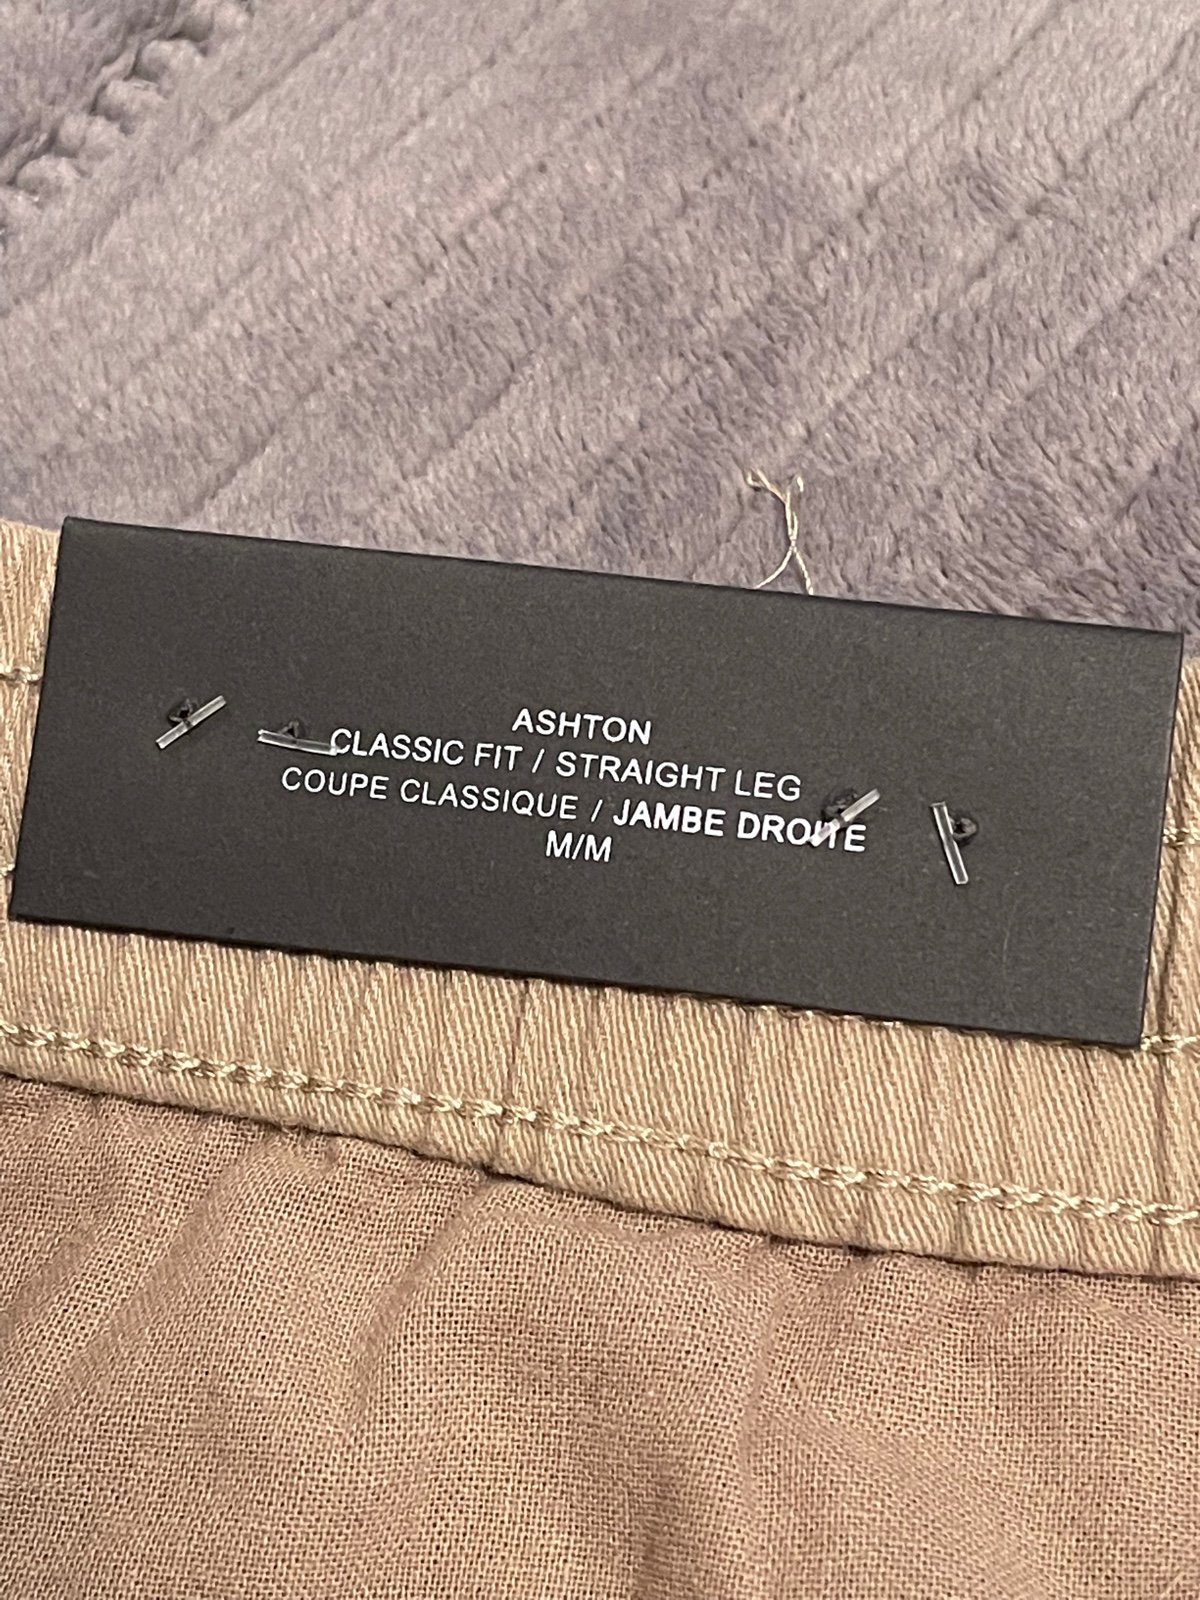 ASHTON
CLASSIC FIT / STRAIGHT LEG
COUPE CLASSIQUE / JAMBE DROITE
M/M